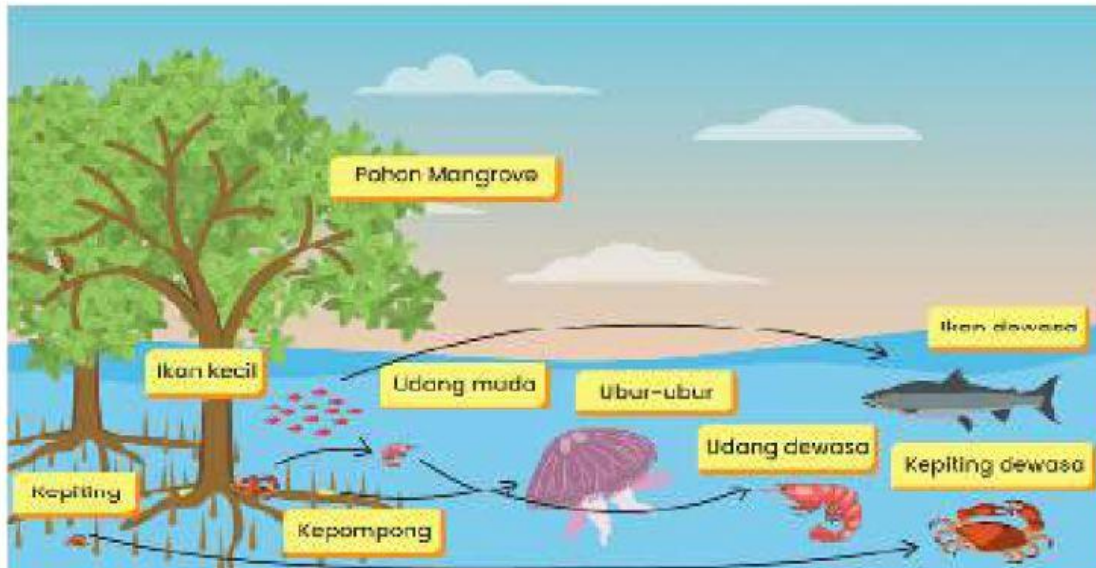 Pohon Mangrove
Ikan dewasa
Ikan kecil
Udang muda
Ubur-ubur
Udang dewasa
Kepiting dewasa
Kepiting
Kepompong